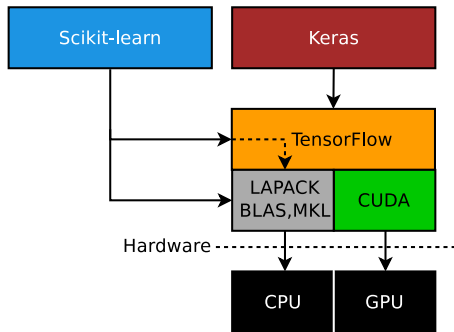 Scikit-learn
Keras
TensorFlow
LAPACK
BLAS,MKL
CUDA
Hardware
CPU
GPU